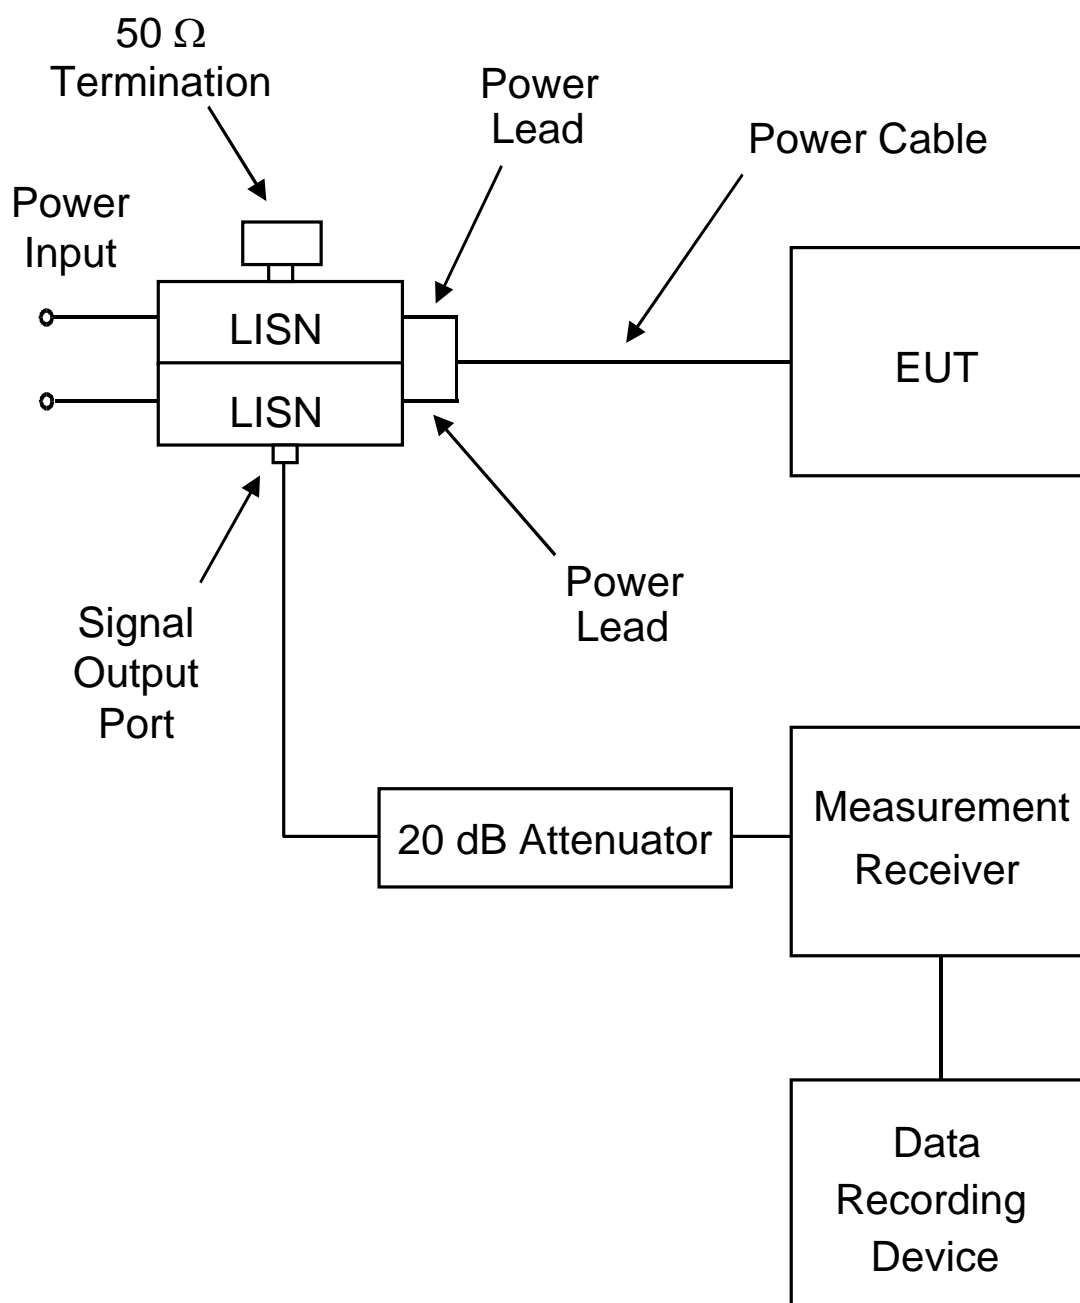 50 Ω
Termination
Power
Lead
Power Cable
Power
Input
LISN
LISN
EUT
Power
Lead
Signal
Output
Port
20 dB Attenuator
Measurement
Receiver
Data
Recording
Device